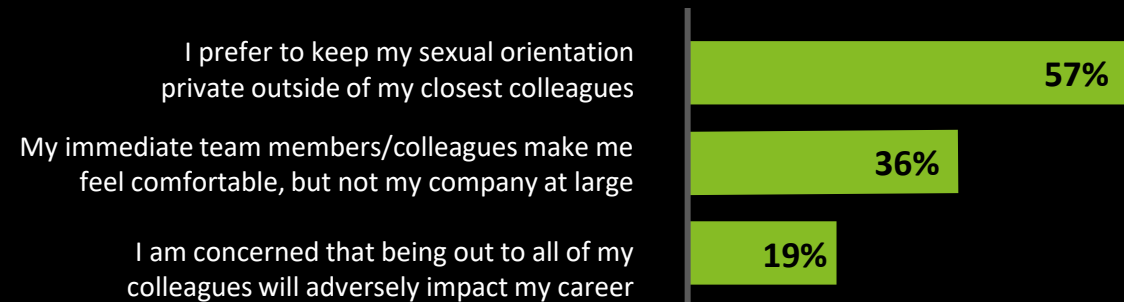 I prefer to keep my sexual orientation
private outside of my closest colleagues
57%
My immediate team members/colleagues make me
feel comfortable, but not my company at large
36%
I am concerned that being out to all of my
colleagues will adversely impact my career
19%